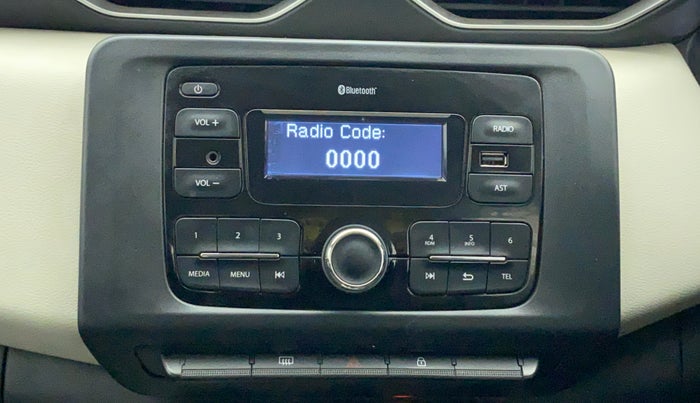 Bluetooth
VOL +
Radio Code:
0000
RADIO
VOL −
AST
1 2 3
4 RDM 5 INFO 6
MEDIA MENU
TEL